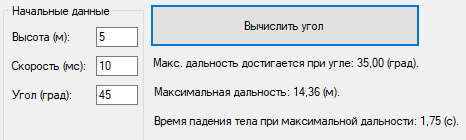 Начальные данные
Высота (м): 5
Скорость (мс): 10
Угол (град): 45
Вычислить угол
Макс. дальность достигается при угле: 35,00 (град).
Максимальная дальность: 14,36 (м).
Время падения тела при максимальной дальности: 1,75 (с).